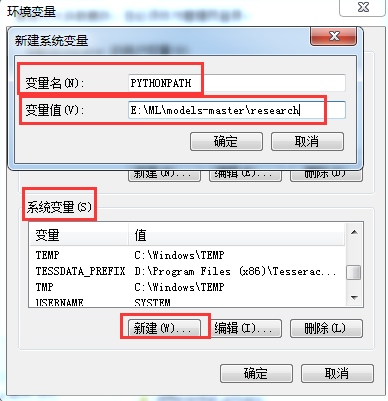 环境变量
新建系统变量
变量名(N):
PYTHONPATH
变量值(V):
E:\ML\models-master\research
确定
取消
新建(N)...
编辑(E)...
删除(D)
系统变量(S)
变量
值
TEMP
C:\Windows\TEMP
TESSDATA_PREFIX
D:\Program Files (x86)\Tesserac...
TMP
C:\Windows\TEMP
USERNAME
SYSTEM
新建(W)...
编辑(I)...
删除(L)
确定
取消